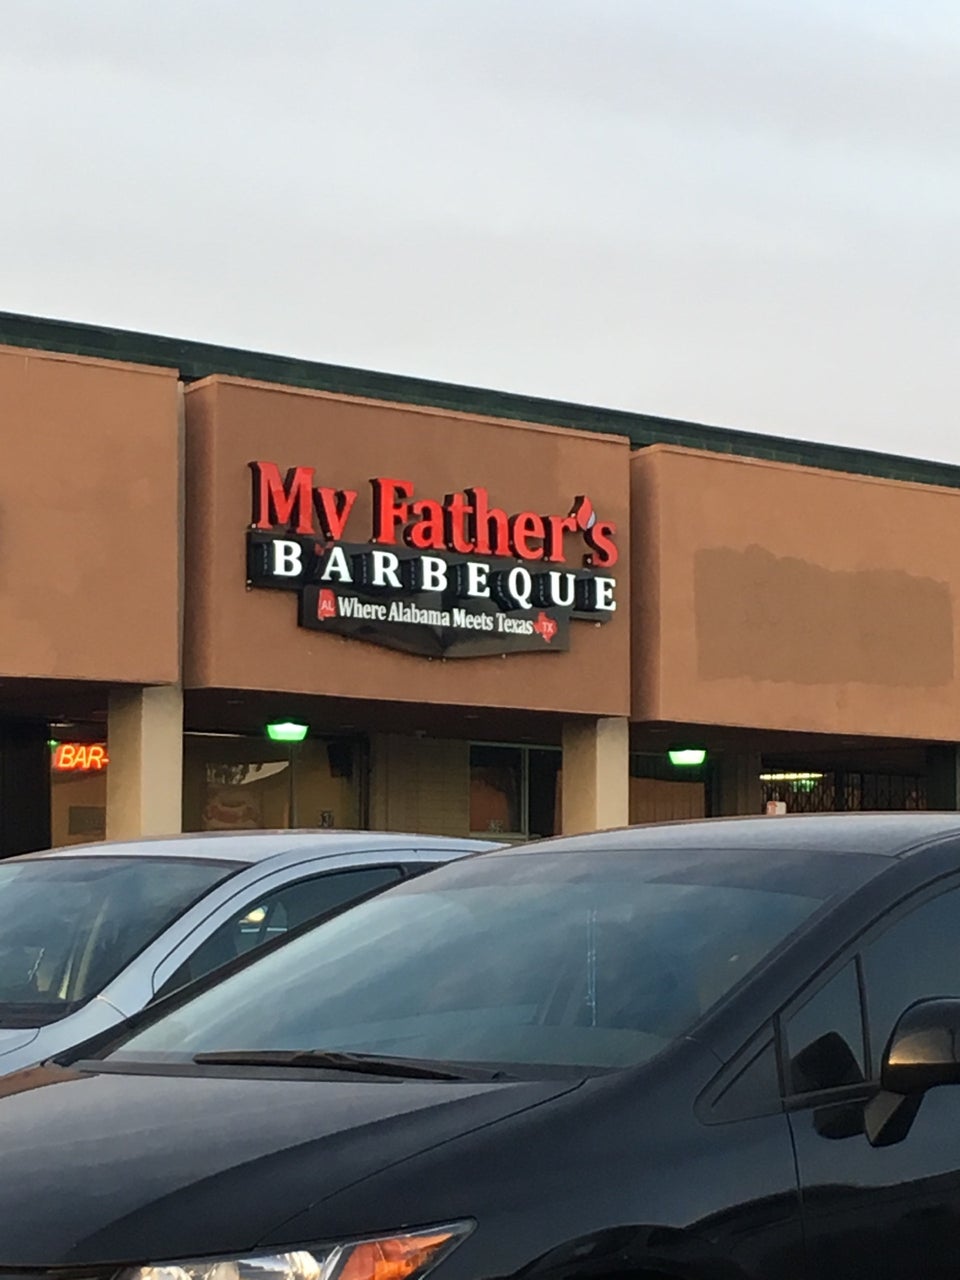 My Father's
BARBEQUE
AL Where Alabama Meets Texas TX
BAR-